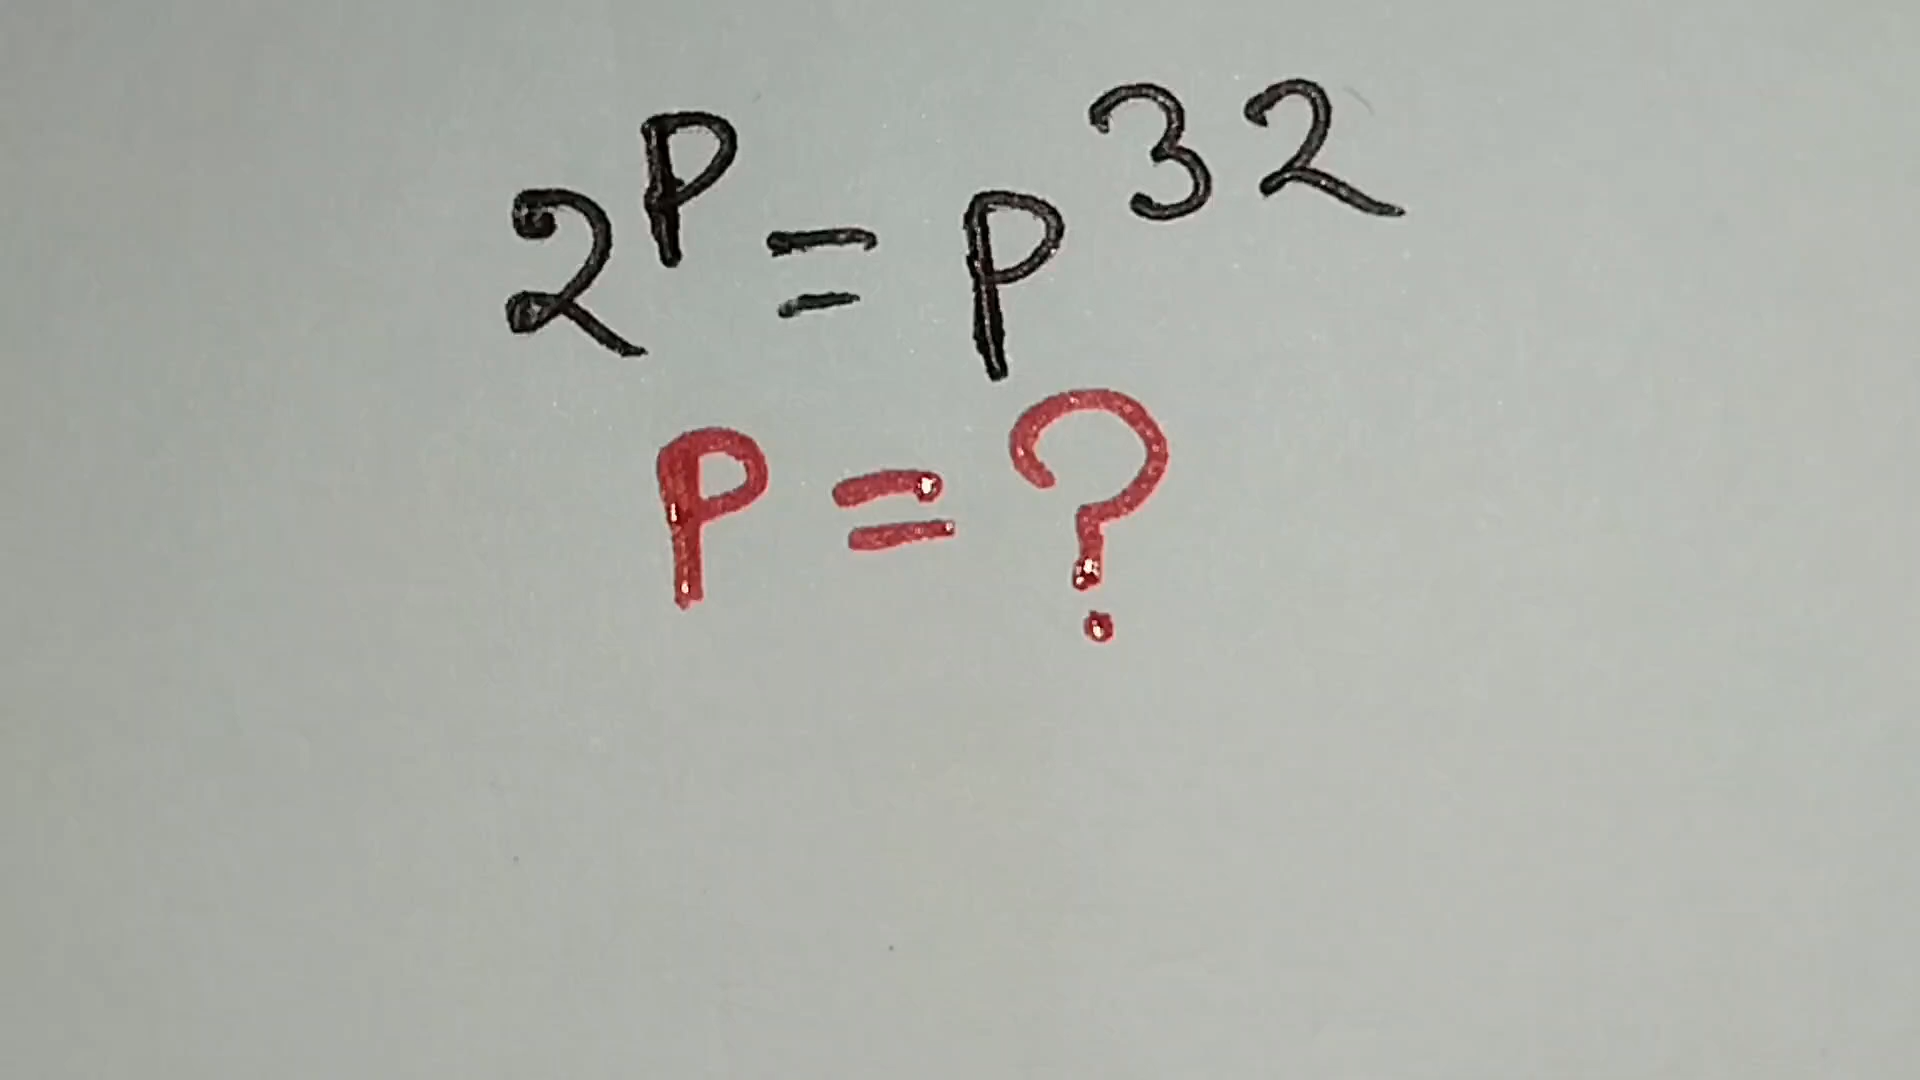 2^P = P^32
P = ?